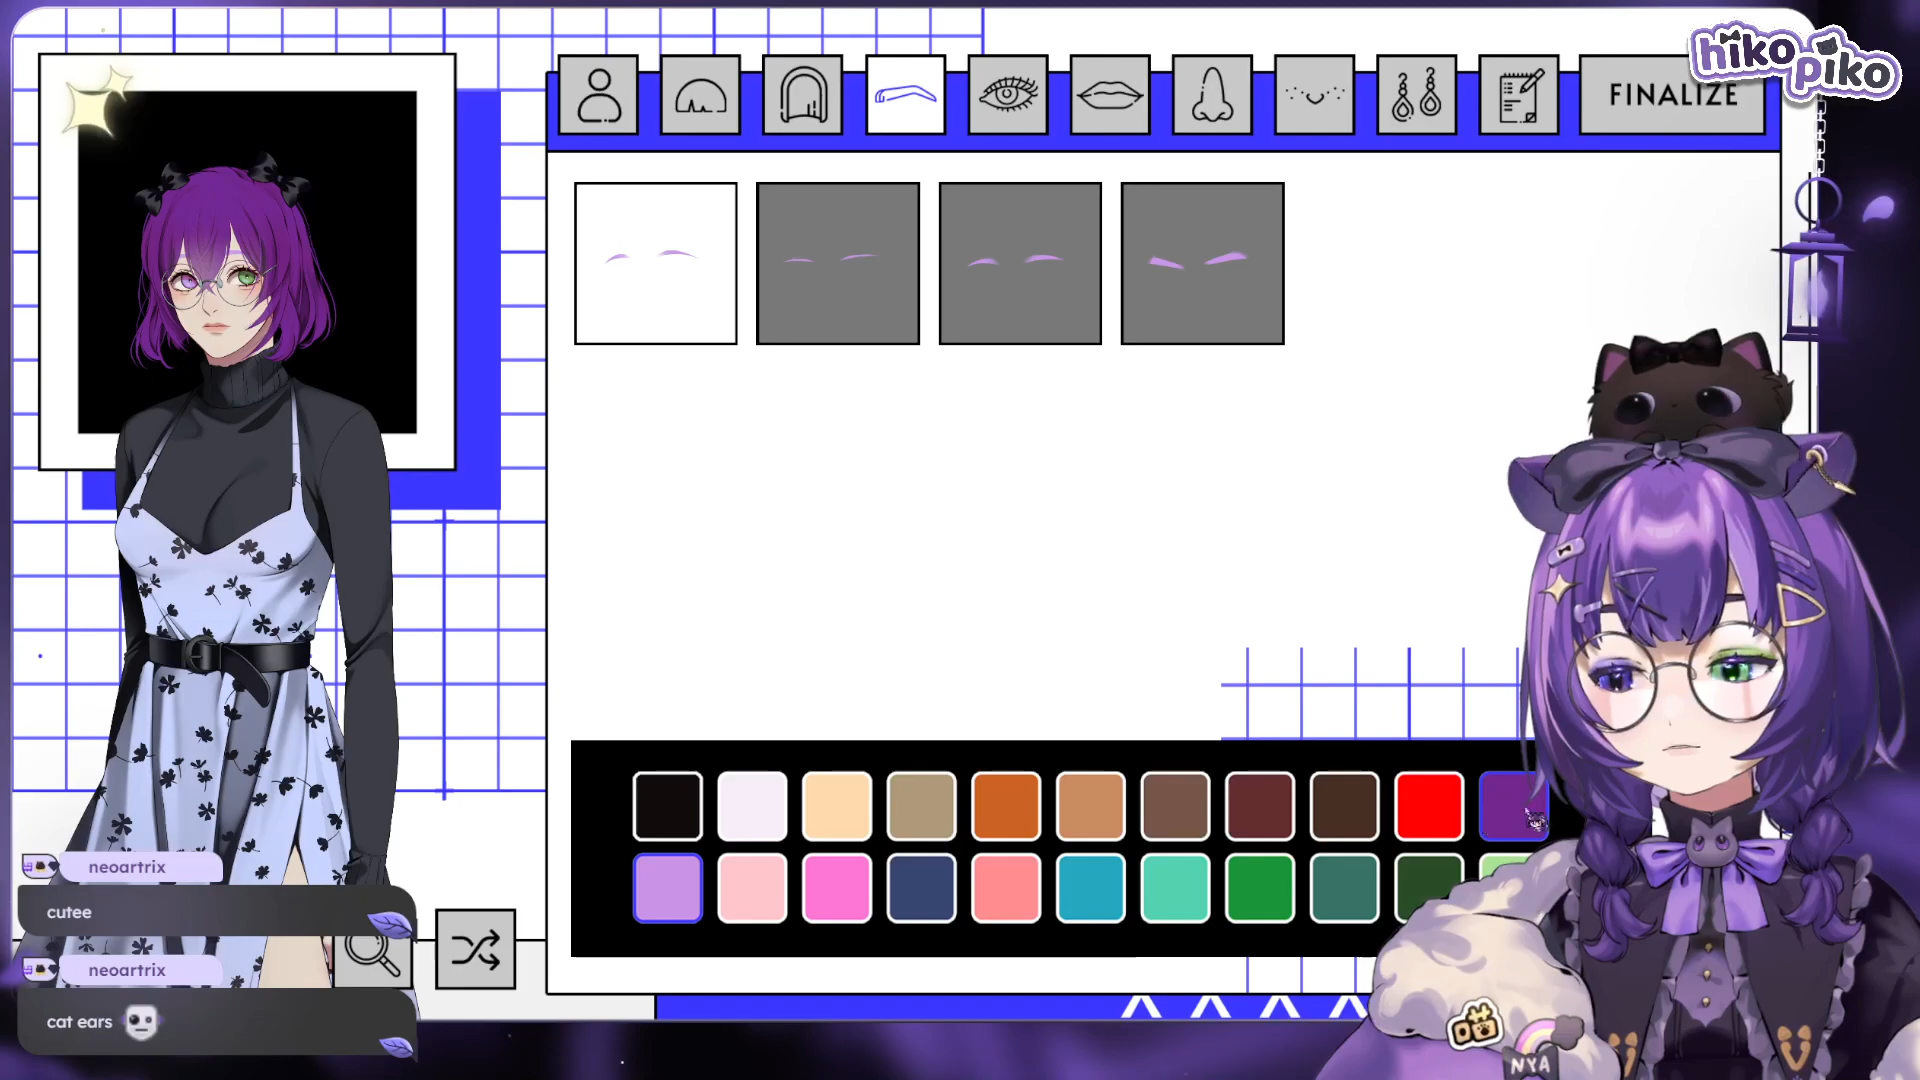 hiko
piko
FINALIZE
neoartrix
cutee
neoartrix
cat ears
NYA